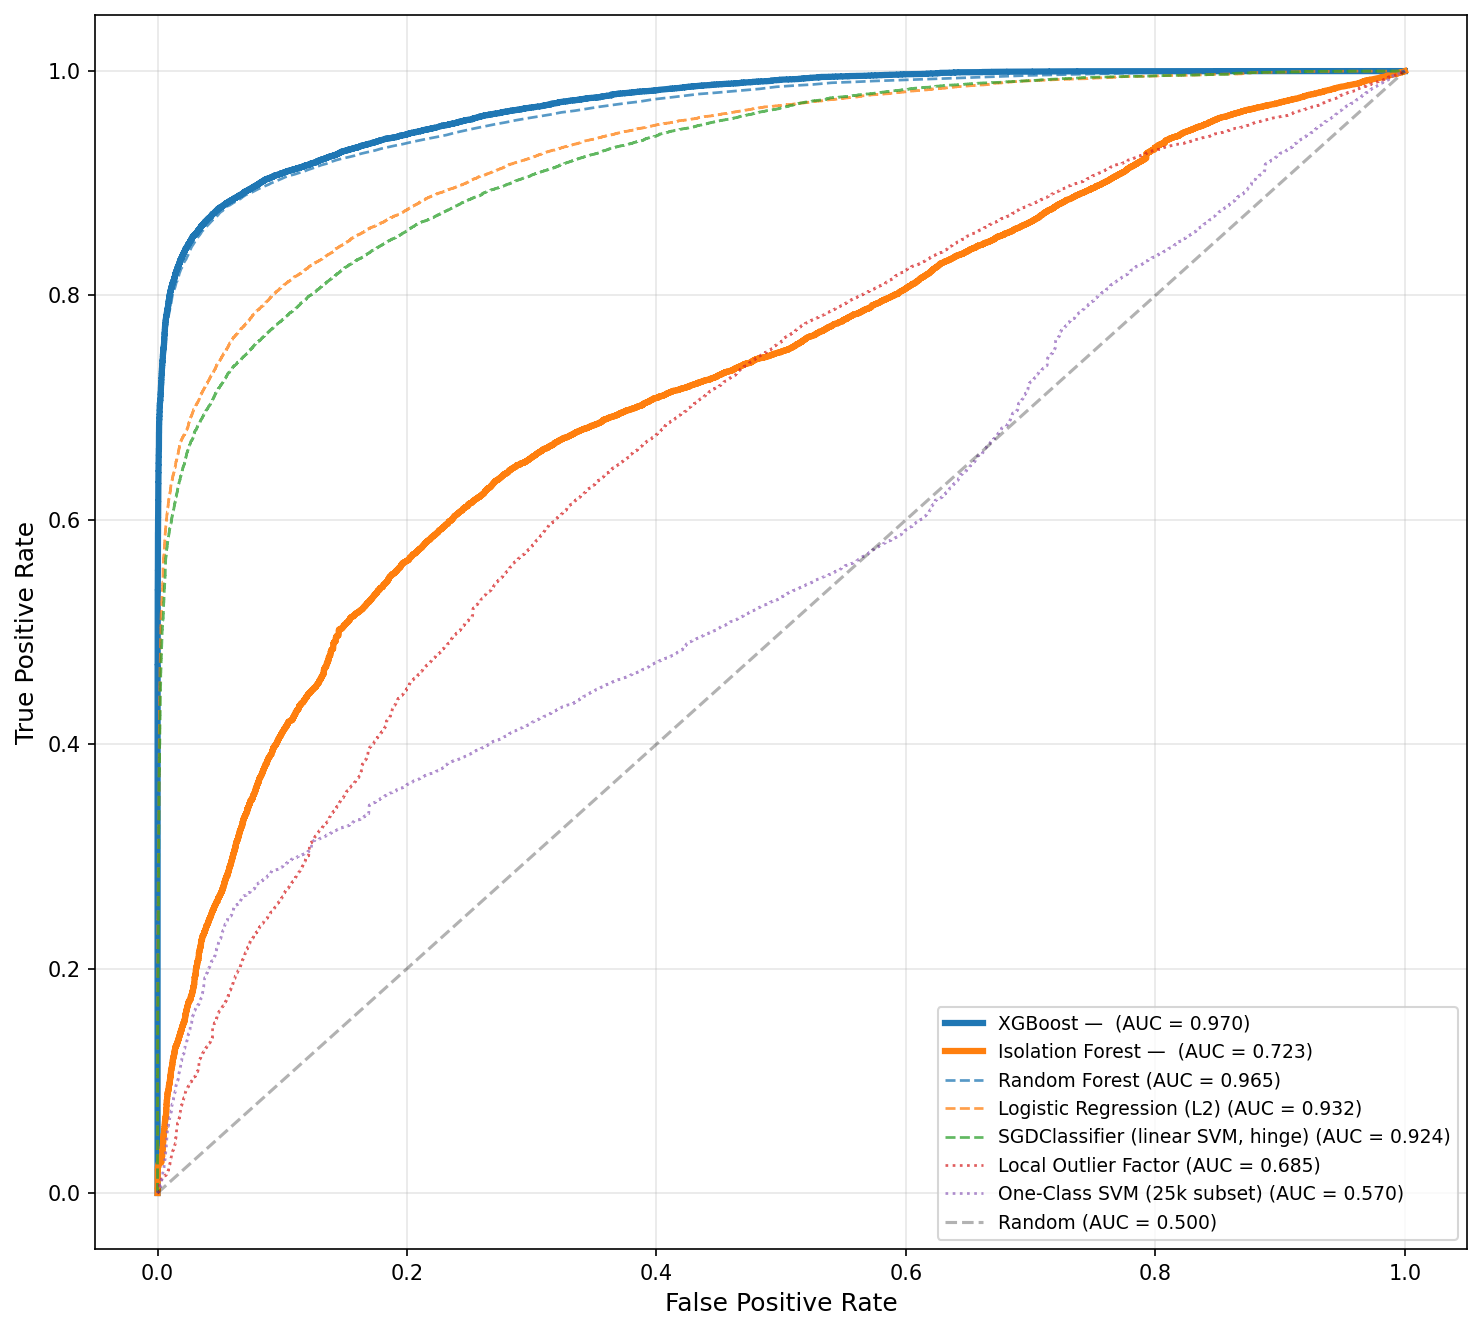 1.0
0.8
0.6
0.4
0.2
0.0
True Positive Rate
XGBoost —  (AUC = 0.970)
Isolation Forest —  (AUC = 0.723)
Random Forest (AUC = 0.965)
Logistic Regression (L2) (AUC = 0.932)
SGDClassifier (linear SVM, hinge) (AUC = 0.924)
Local Outlier Factor (AUC = 0.685)
One-Class SVM (25k subset) (AUC = 0.570)
Random (AUC = 0.500)
0.0 0.2 0.4 0.6 0.8 1.0
False Positive Rate